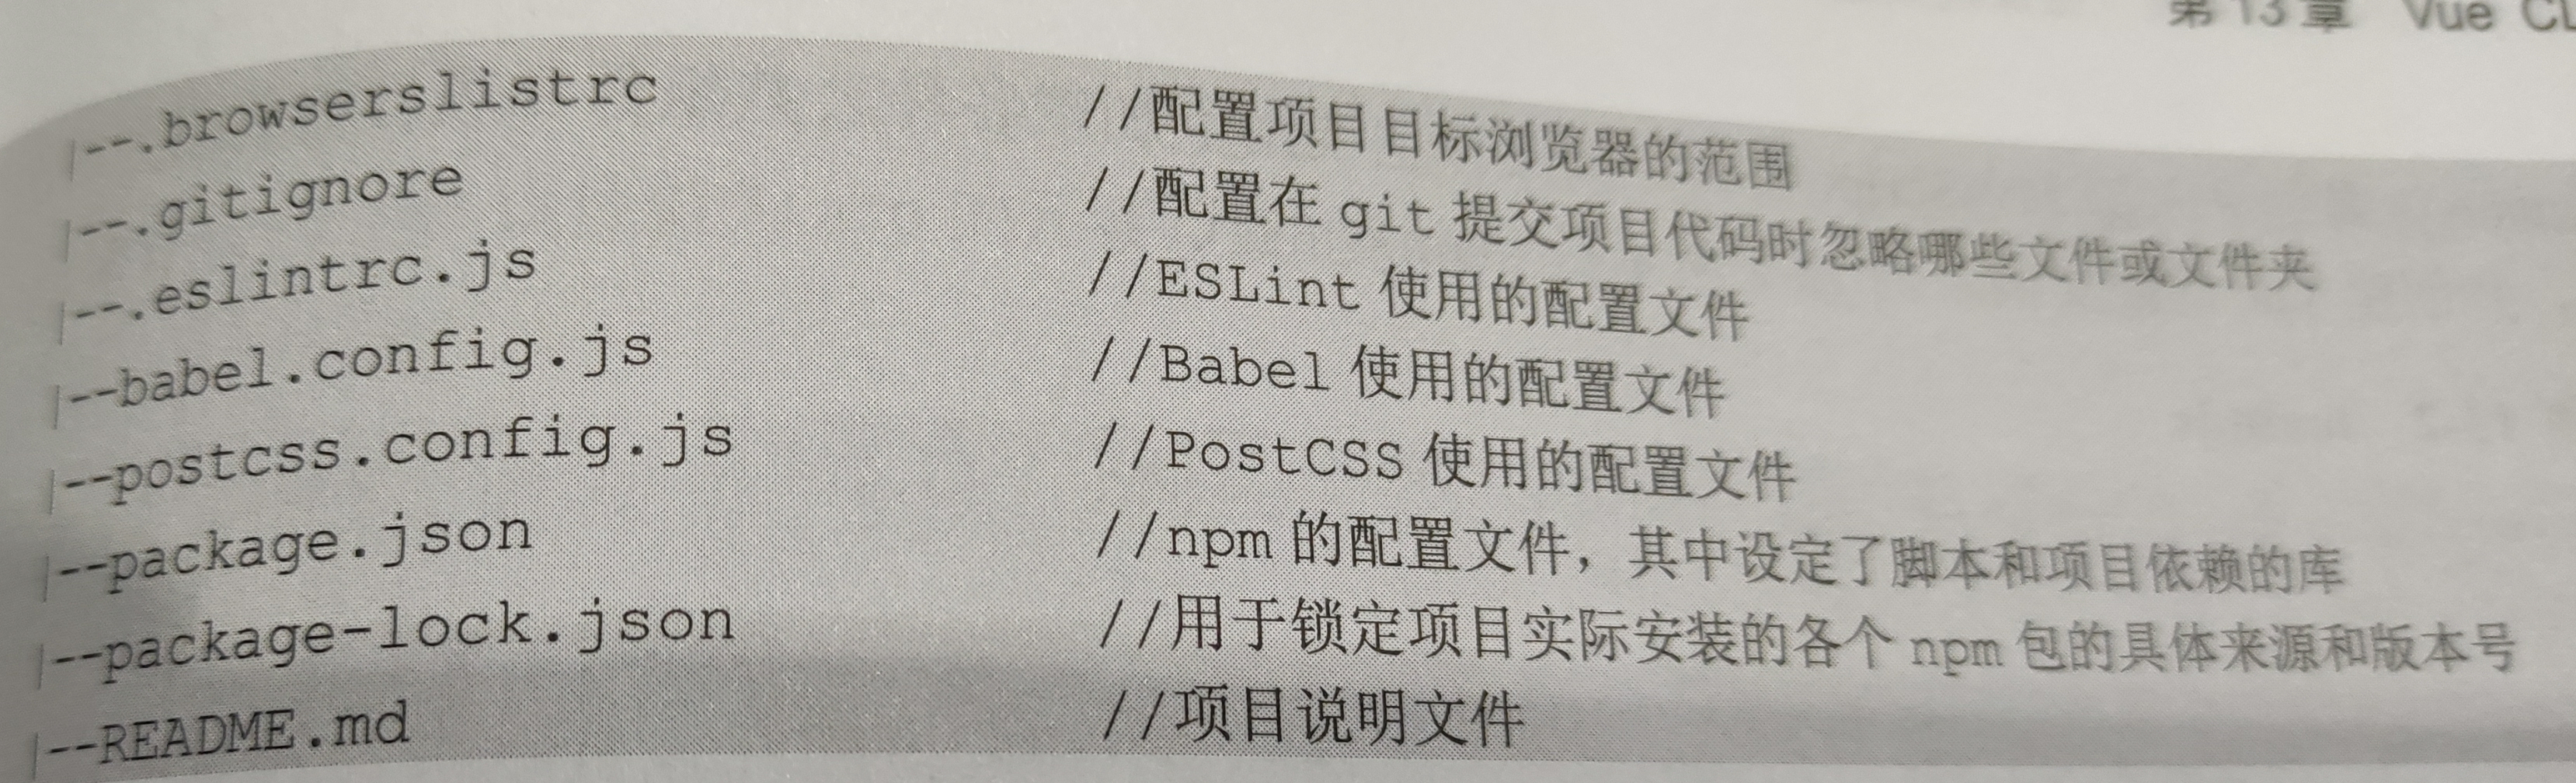 第13章 Vue CL
|--.browserslistrc //配置项目目标浏览器的范围
|--.gitignore //配置在 git 提交项目代码时忽略哪些文件或文件夹
|--.eslintrc.js //ESLint 使用的配置文件
|--babel.config.js //Babel 使用的配置文件
|--postcss.config.js //PostCSS 使用的配置文件
|--package.json //npm 的配置文件，其中设定了脚本和项目依赖的库
|--package-lock.json //用于锁定项目实际安装的各个 npm 包的具体来源和版本号
|--README.md //项目说明文件